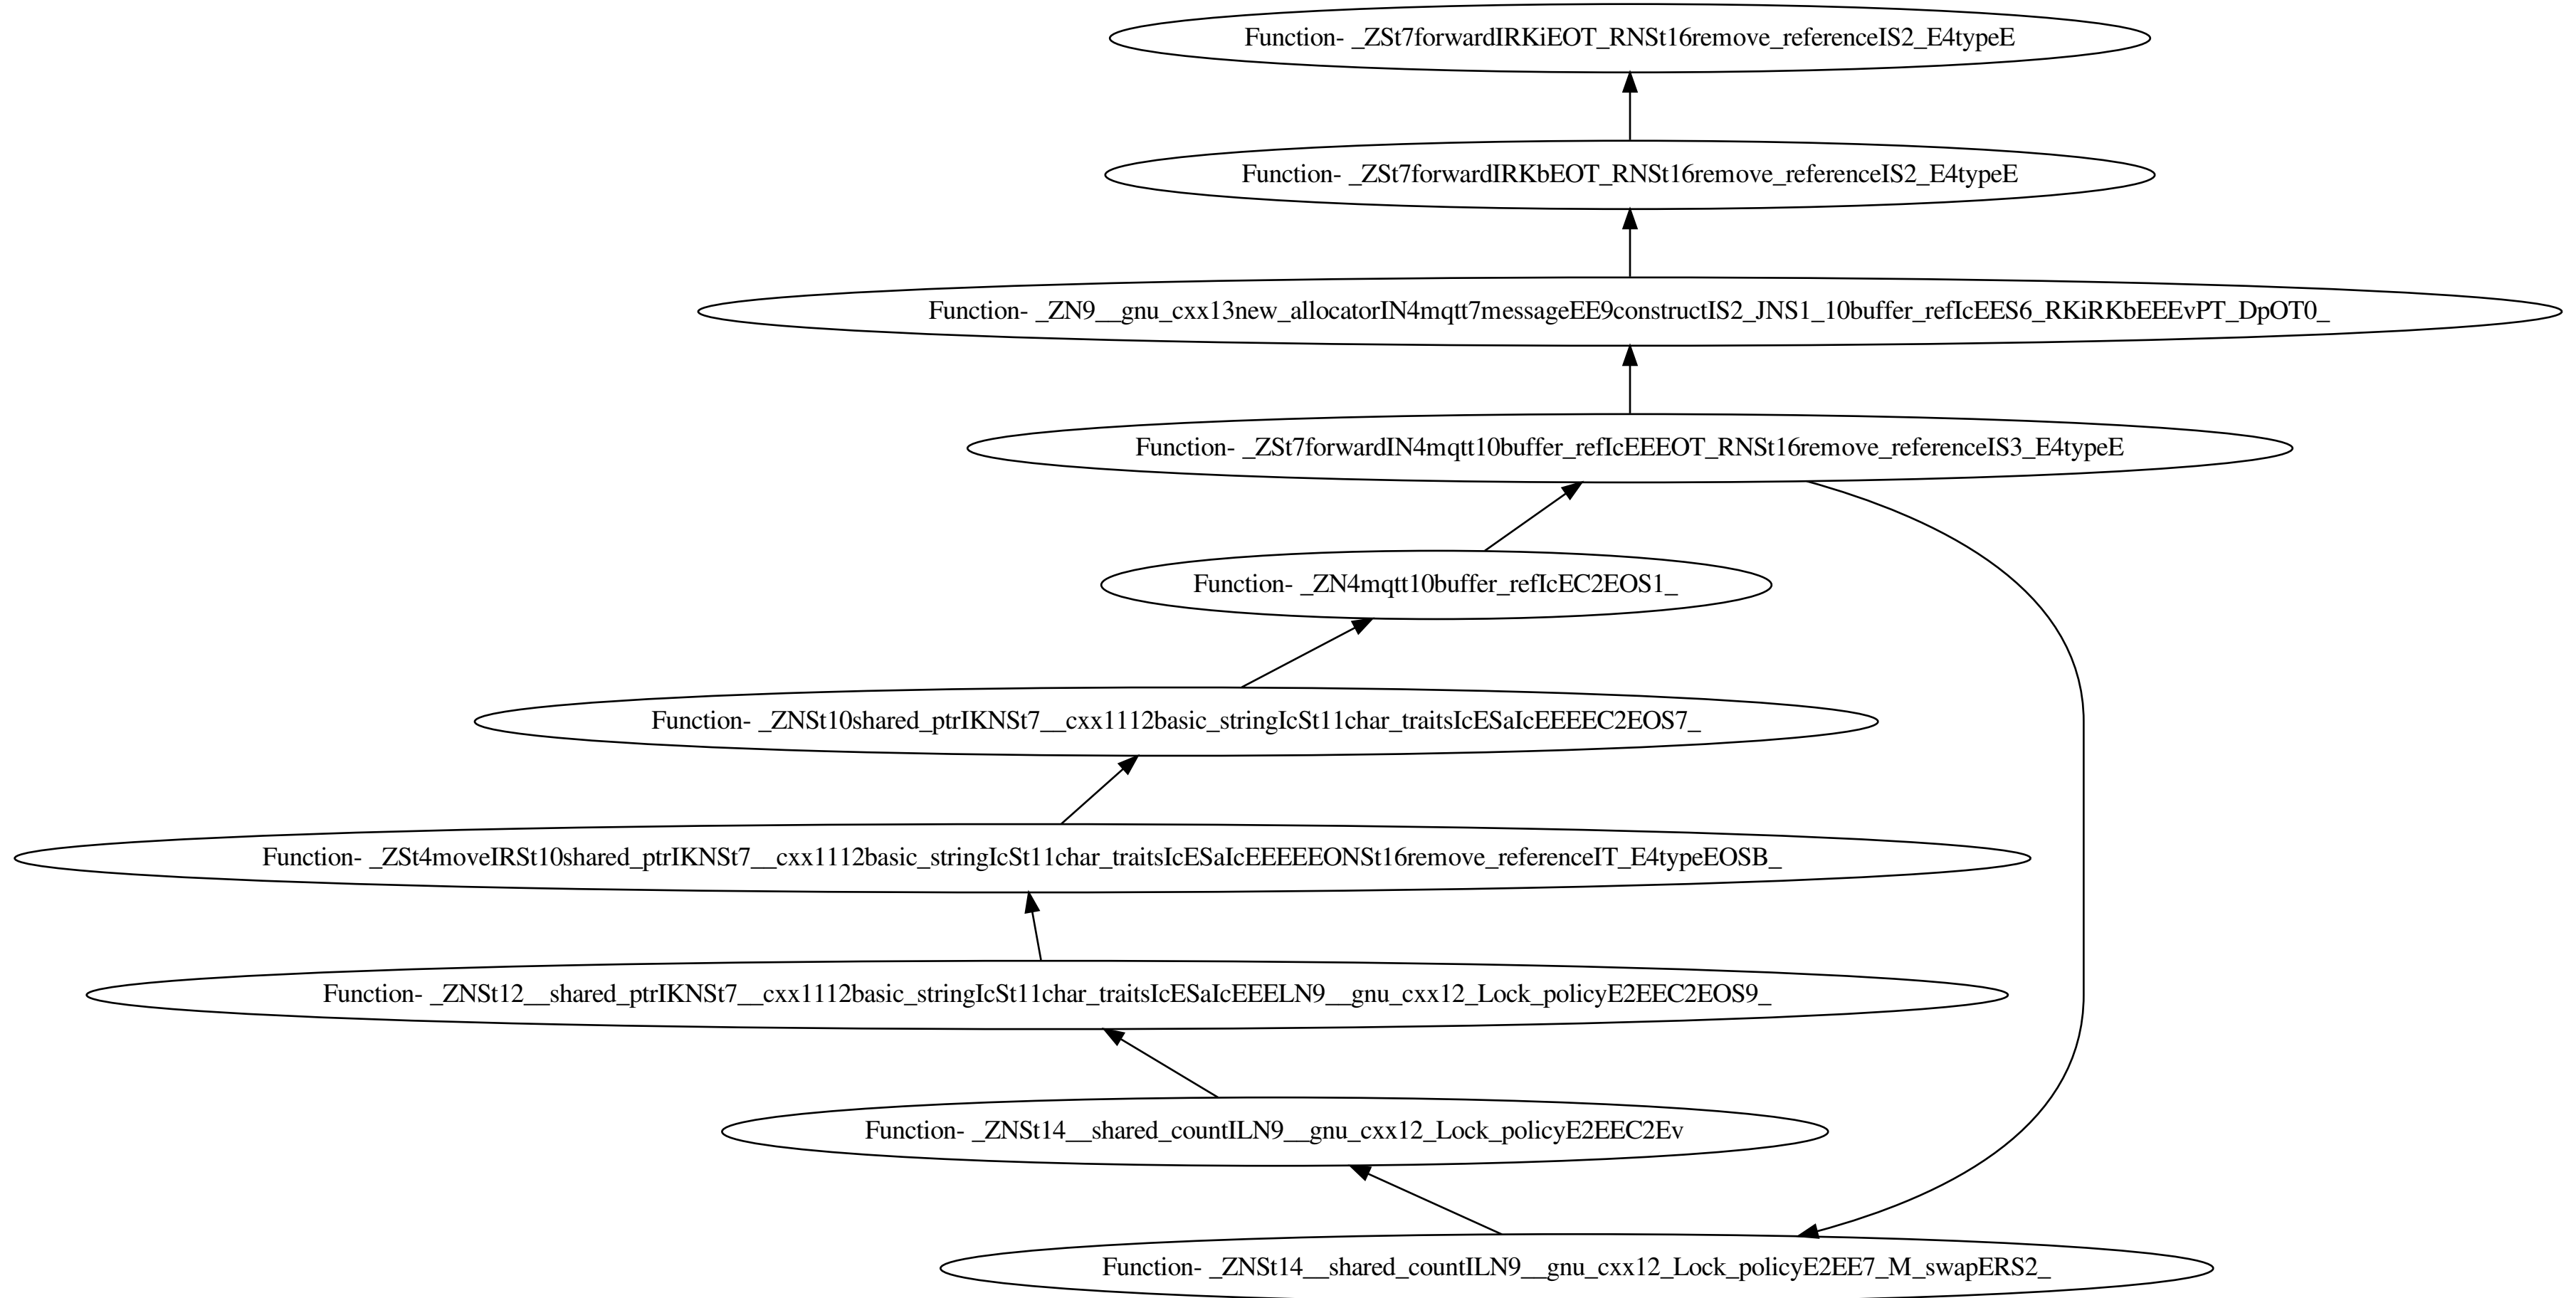 Function- _ZSt7forwardIRKiEOT_RNSt16remove_referenceIS2_E4typeE
Function- _ZSt7forwardIRKbEOT_RNSt16remove_referenceIS2_E4typeE
Function- _ZN9__gnu_cxx13new_allocatorIN4mqtt7messageEE9constructIS2_JNS1_10buffer_refIcEES6_RKiRKbEEEvPT_DpOT0_
Function- _ZSt7forwardIN4mqtt10buffer_refIcEEEOT_RNSt16remove_referenceIS3_E4typeE
Function- _ZN4mqtt10buffer_refIcEC2EOS1_
Function- _ZNSt10shared_ptrIKNSt7__cxx1112basic_stringIcSt11char_traitsIcESaIcEEEEC2EOS7_
Function- _ZSt4moveIRSt10shared_ptrIKNSt7__cxx1112basic_stringIcSt11char_traitsIcESaIcEEEEEONSt16remove_referenceIT_E4typeEOSB_
Function- _ZNSt12__shared_ptrIKNSt7__cxx1112basic_stringIcSt11char_traitsIcESaIcEEELN9__gnu_cxx12_Lock_policyE2EEC2EOS9_
Function- _ZNSt14__shared_countILN9__gnu_cxx12_Lock_policyE2EEC2Ev
Function- _ZNSt14__shared_countILN9__gnu_cxx12_Lock_policyE2EE7_M_swapERS2_